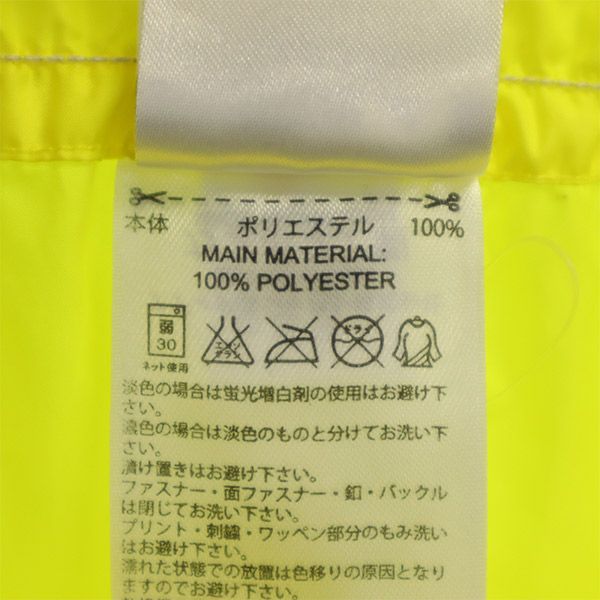 本体 ポリエステル 100%
MAIN MATERIAL:
100% POLYESTER
弱
30
エンソ
ネット使用
淡色の場合は蛍光増白剤の使用はお避け下
さい。
濃色の場合は淡色のものと分けてお洗い下
さい。
漬け置きはお避け下さい。
ファスナー・面ファスナー・釦・バックル
は閉じてお洗い下さい。
プリント・刺繍・ワッペン部分のもみ洗い
はお避け下さい。
濡れた状態での放置は色移りの原因となり
ますのでお避け下さい。